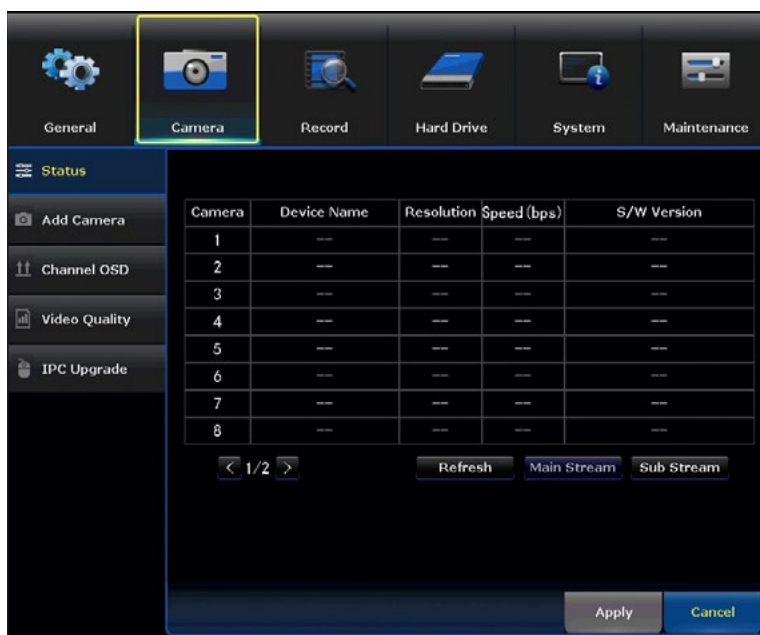 General Camera Record Hard Drive System Maintenance
Status
Add Camera
Channel OSD
Video Quality
IPC Upgrade
Camera Device Name Resolution Speed(bps) S/W Version
1 -- -- -- --
2 -- -- -- --
3 -- -- -- --
4 -- -- -- --
5 -- -- -- --
6 -- -- -- --
7 -- -- -- --
8 -- -- -- --
< 1/2 > Refresh Main Stream Sub Stream
Apply Cancel